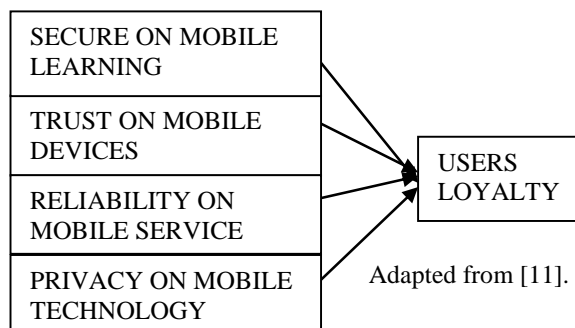 SECURE ON MOBILE
LEARNING
TRUST ON MOBILE
DEVICES
RELIABILITY ON
MOBILE SERVICE
PRIVACY ON MOBILE
TECHNOLOGY
USERS
LOYALTY
Adapted from [11].